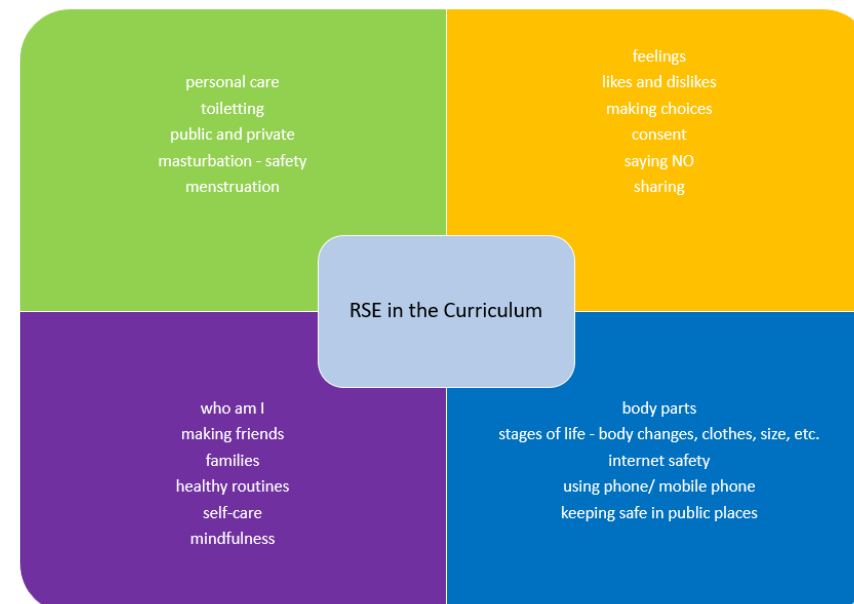 personal care
toiletting
public and private
masturbation - safety
menstruation
feelings
likes and dislikes
making choices
consent
saying NO
sharing
RSE in the Curriculum
who am I
making friends
families
healthy routines
self-care
mindfulness
body parts
stages of life - body changes, clothes, size, etc.
internet safety
using phone/ mobile phone
keeping safe in public places